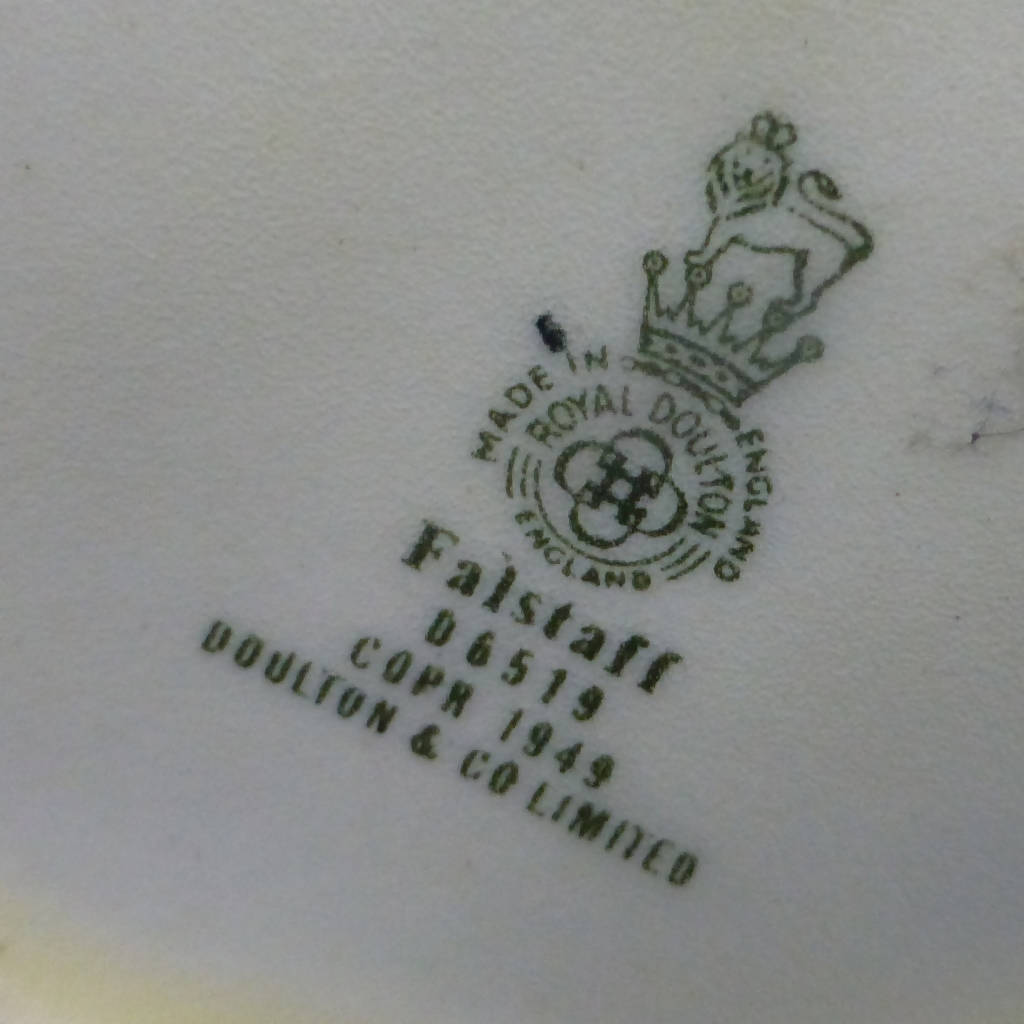 MADE IN ENGLAND
ROYAL DOULTON
ENGLAND
Falstaff
D6519
COPR 1949
DOULTON & CO LIMITED